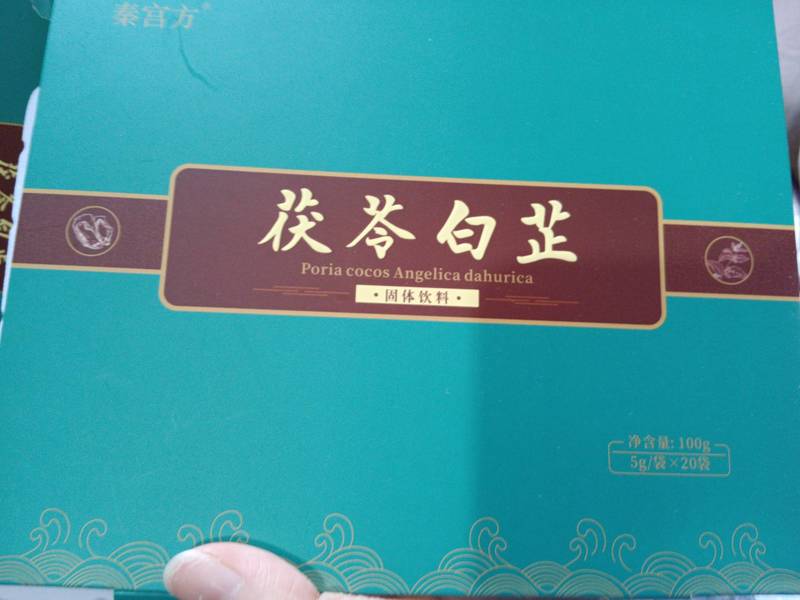 秦宫方®
茯苓白芷
Poria cocos Angelica dahurica
·固体饮料·
净含量: 100g
5g/袋×20袋